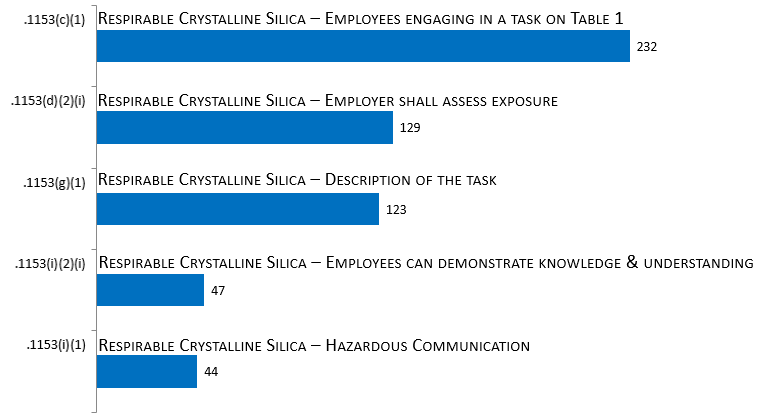 .1153(c)(1) Respirable Crystalline Silica – Employees engaging in a task on Table 1
232
.1153(d)(2)(i) Respirable Crystalline Silica – Employer shall assess exposure
129
.1153(g)(1) Respirable Crystalline Silica – Description of the task
123
.1153(i)(2)(i) Respirable Crystalline Silica – Employees can demonstrate knowledge & understanding
47
.1153(i)(1) Respirable Crystalline Silica – Hazardous Communication
44